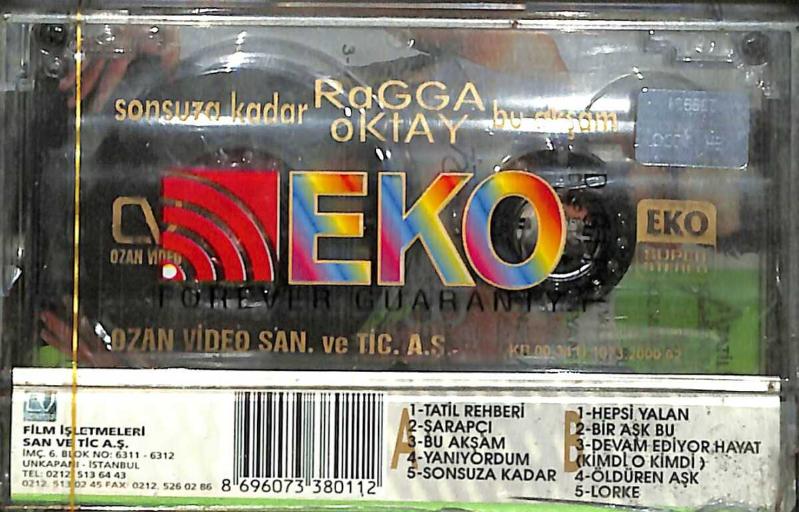 sonsuza kadar RaGGA OKTAY bu akşam
EKO
FOREVER GUARANTY
OZAN VİDEO
EKO
SUPER
OZAN VİDEO SAN. ve TİC. A.Ş.
FİLM İŞLETMELERİ
SAN VE TİC A.Ş.
İMÇ. 6. BLOK NO: 6311 - 6312
UNKAPANI - İSTANBUL
TEL: 0212 513 64 43
0212. 513 02 45 FAX: 0212. 526 02 86
8 696073 380112
A
1-TATİL REHBERİ
2-ŞARAPÇI
3-BU AKŞAM
4-YANIYORDUM
5-SONSUZA KADAR
B
1-HEPSİ YALAN
2-BİR AŞK BU
3-DEVAM EDİYOR HAYAT
(KİMDİ O KİMDİ)
4-ÖLDÜREN AŞK
5-LORKE